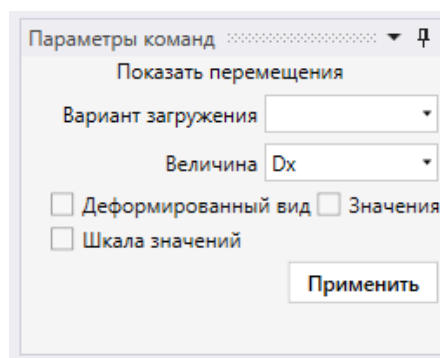 Параметры команд
Показать перемещения
Вариант загружения
Величина Dx
Деформированный вид Значения
Шкала значений
Применить